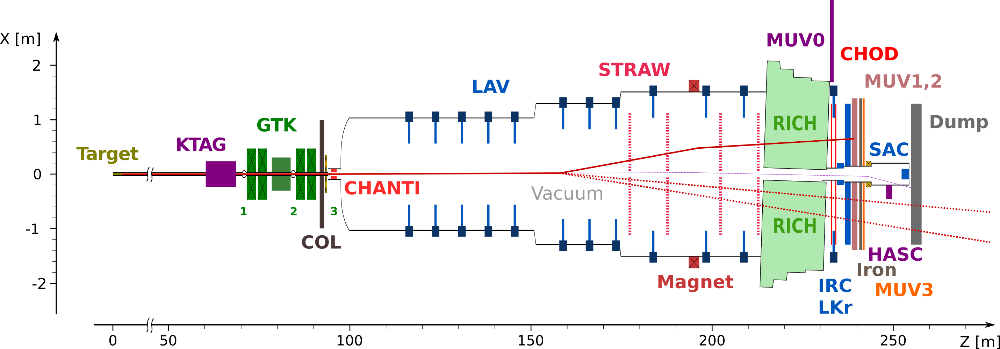 X [m]
2
1
0
-1
-2
Target
KTAG
GTK
1
2
3
COL
CHANTI
LAV
Vacuum
STRAW
Magnet
MUV0
CHOD
RICH
RICH
MUV1,2
Dump
SAC
HASC
Iron
MUV3
IRC
LKr
0
50
100
150
200
250
Z [m]